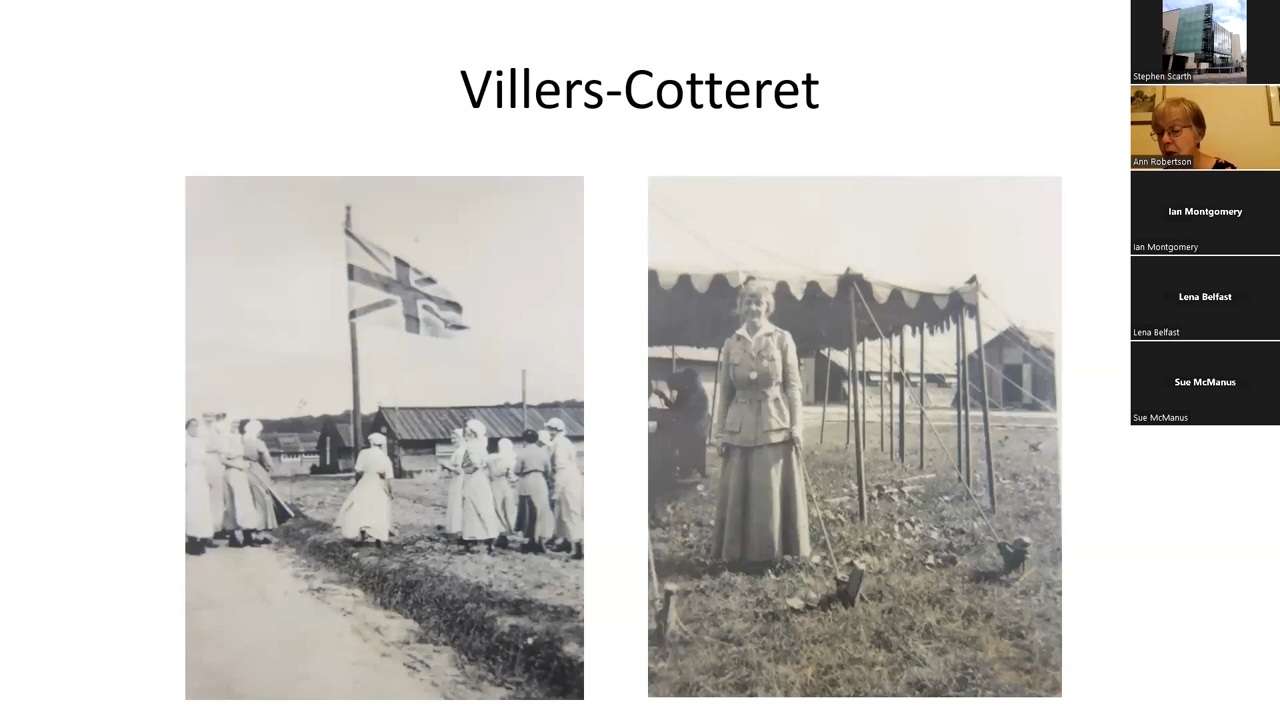 Villers-Cotteret
Stephen Scarth
Ann Robertson
Ian Montgomery
Ian Montgomery
Lena Belfast
Lena Belfast
Sue McManus
Sue McManus